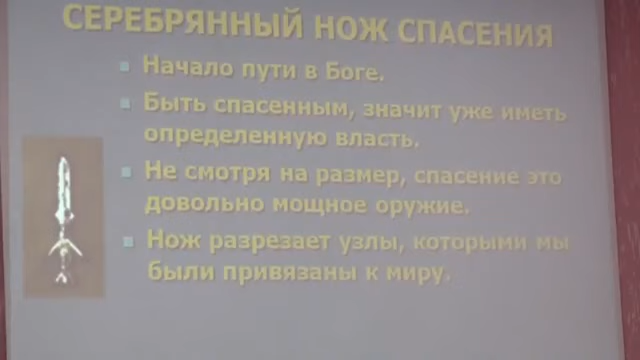 СЕРЕБРЯННЫЙ НОЖ СПАСЕНИЯ
Начало пути в Боге.
Быть спасенным, значит уже иметь
определенную власть.
Не смотря на размер, спасение это
довольно мощное оружие.
Нож разрезает узлы, которыми мы
были привязаны к миру.